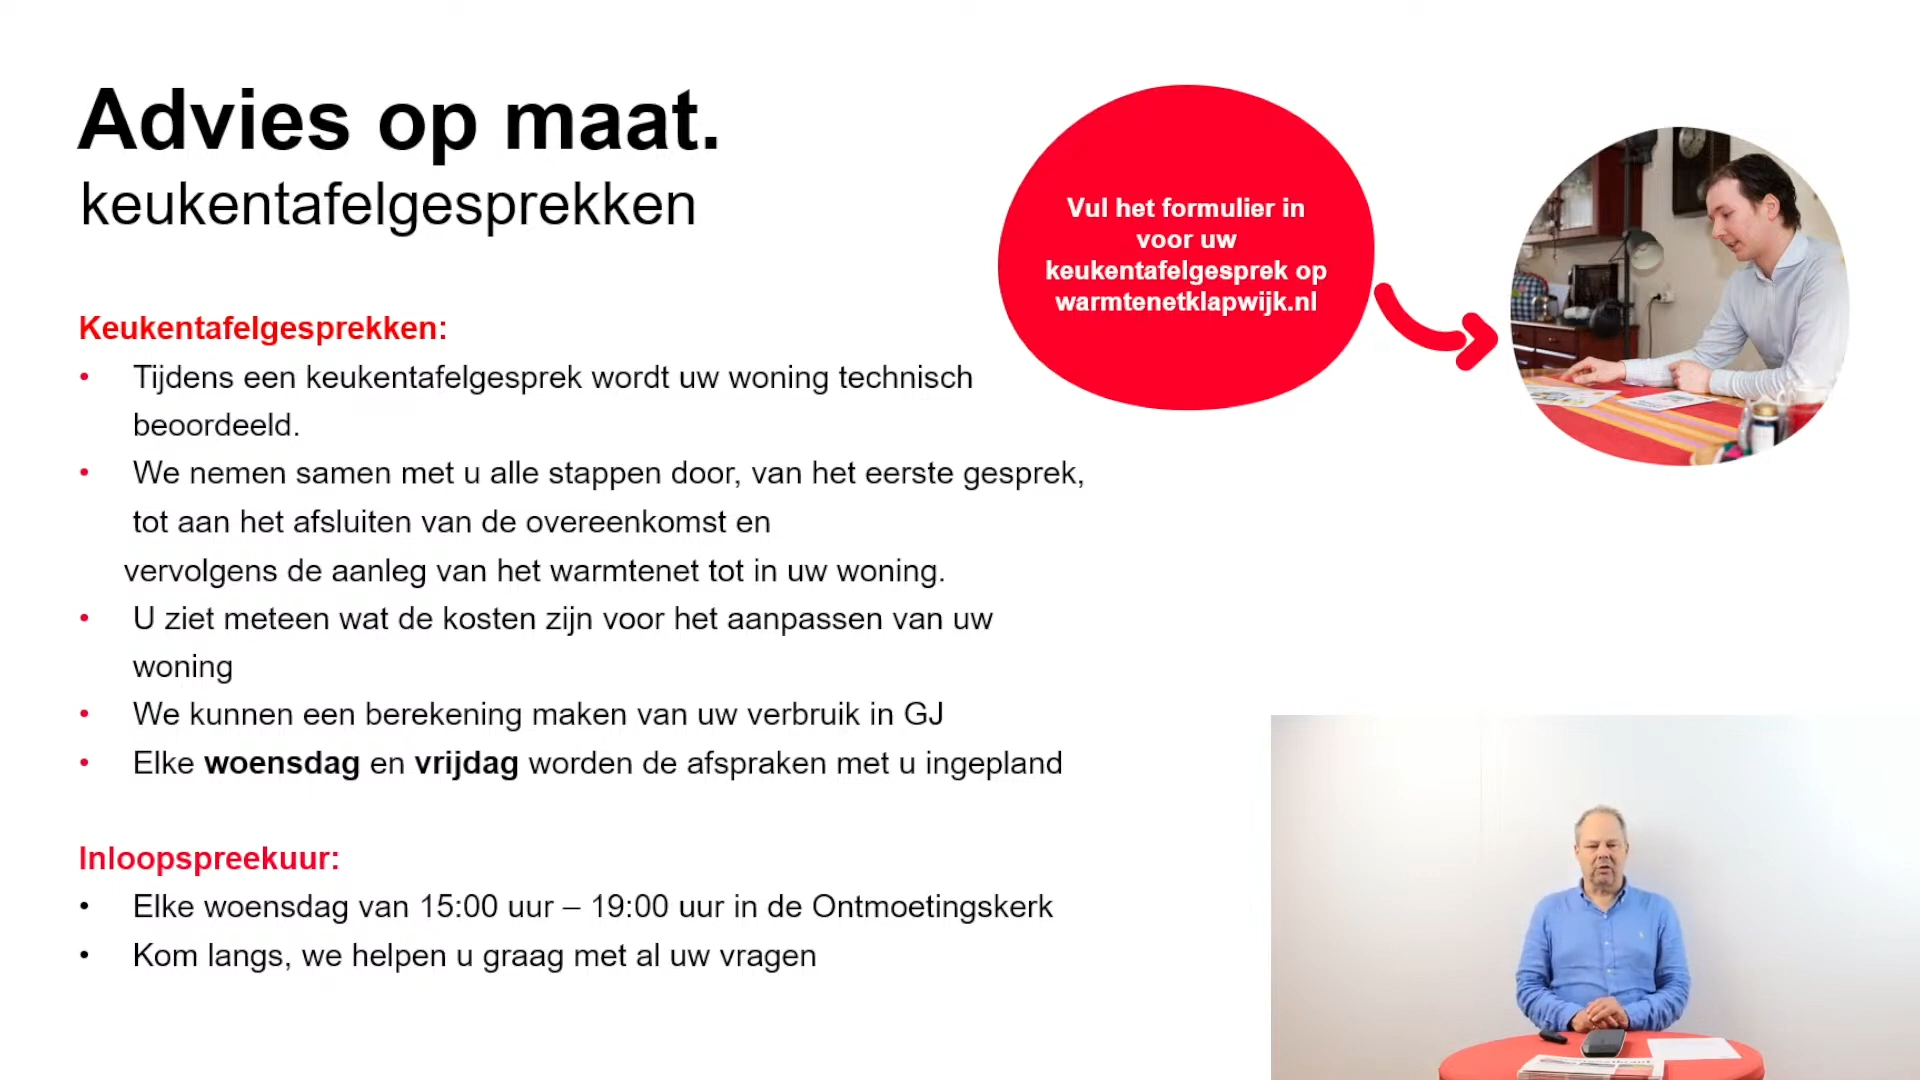 Advies op maat.
keukentafelgesprekken
Vul het formulier in
voor uw
keukentafelgesprek op
warmtenetklapwijk.nl
Keukentafelgesprekken:
• Tijdens een keukentafelgesprek wordt uw woning technisch
beoordeeld.
• We nemen samen met u alle stappen door, van het eerste gesprek,
tot aan het afsluiten van de overeenkomst en
vervolgens de aanleg van het warmtenet tot in uw woning.
• U ziet meteen wat de kosten zijn voor het aanpassen van uw
woning
• We kunnen een berekening maken van uw verbruik in GJ
• Elke woensdag en vrijdag worden de afspraken met u ingepland
Inloopspreekuur:
• Elke woensdag van 15:00 uur – 19:00 uur in de Ontmoetingskerk
• Kom langs, we helpen u graag met al uw vragen